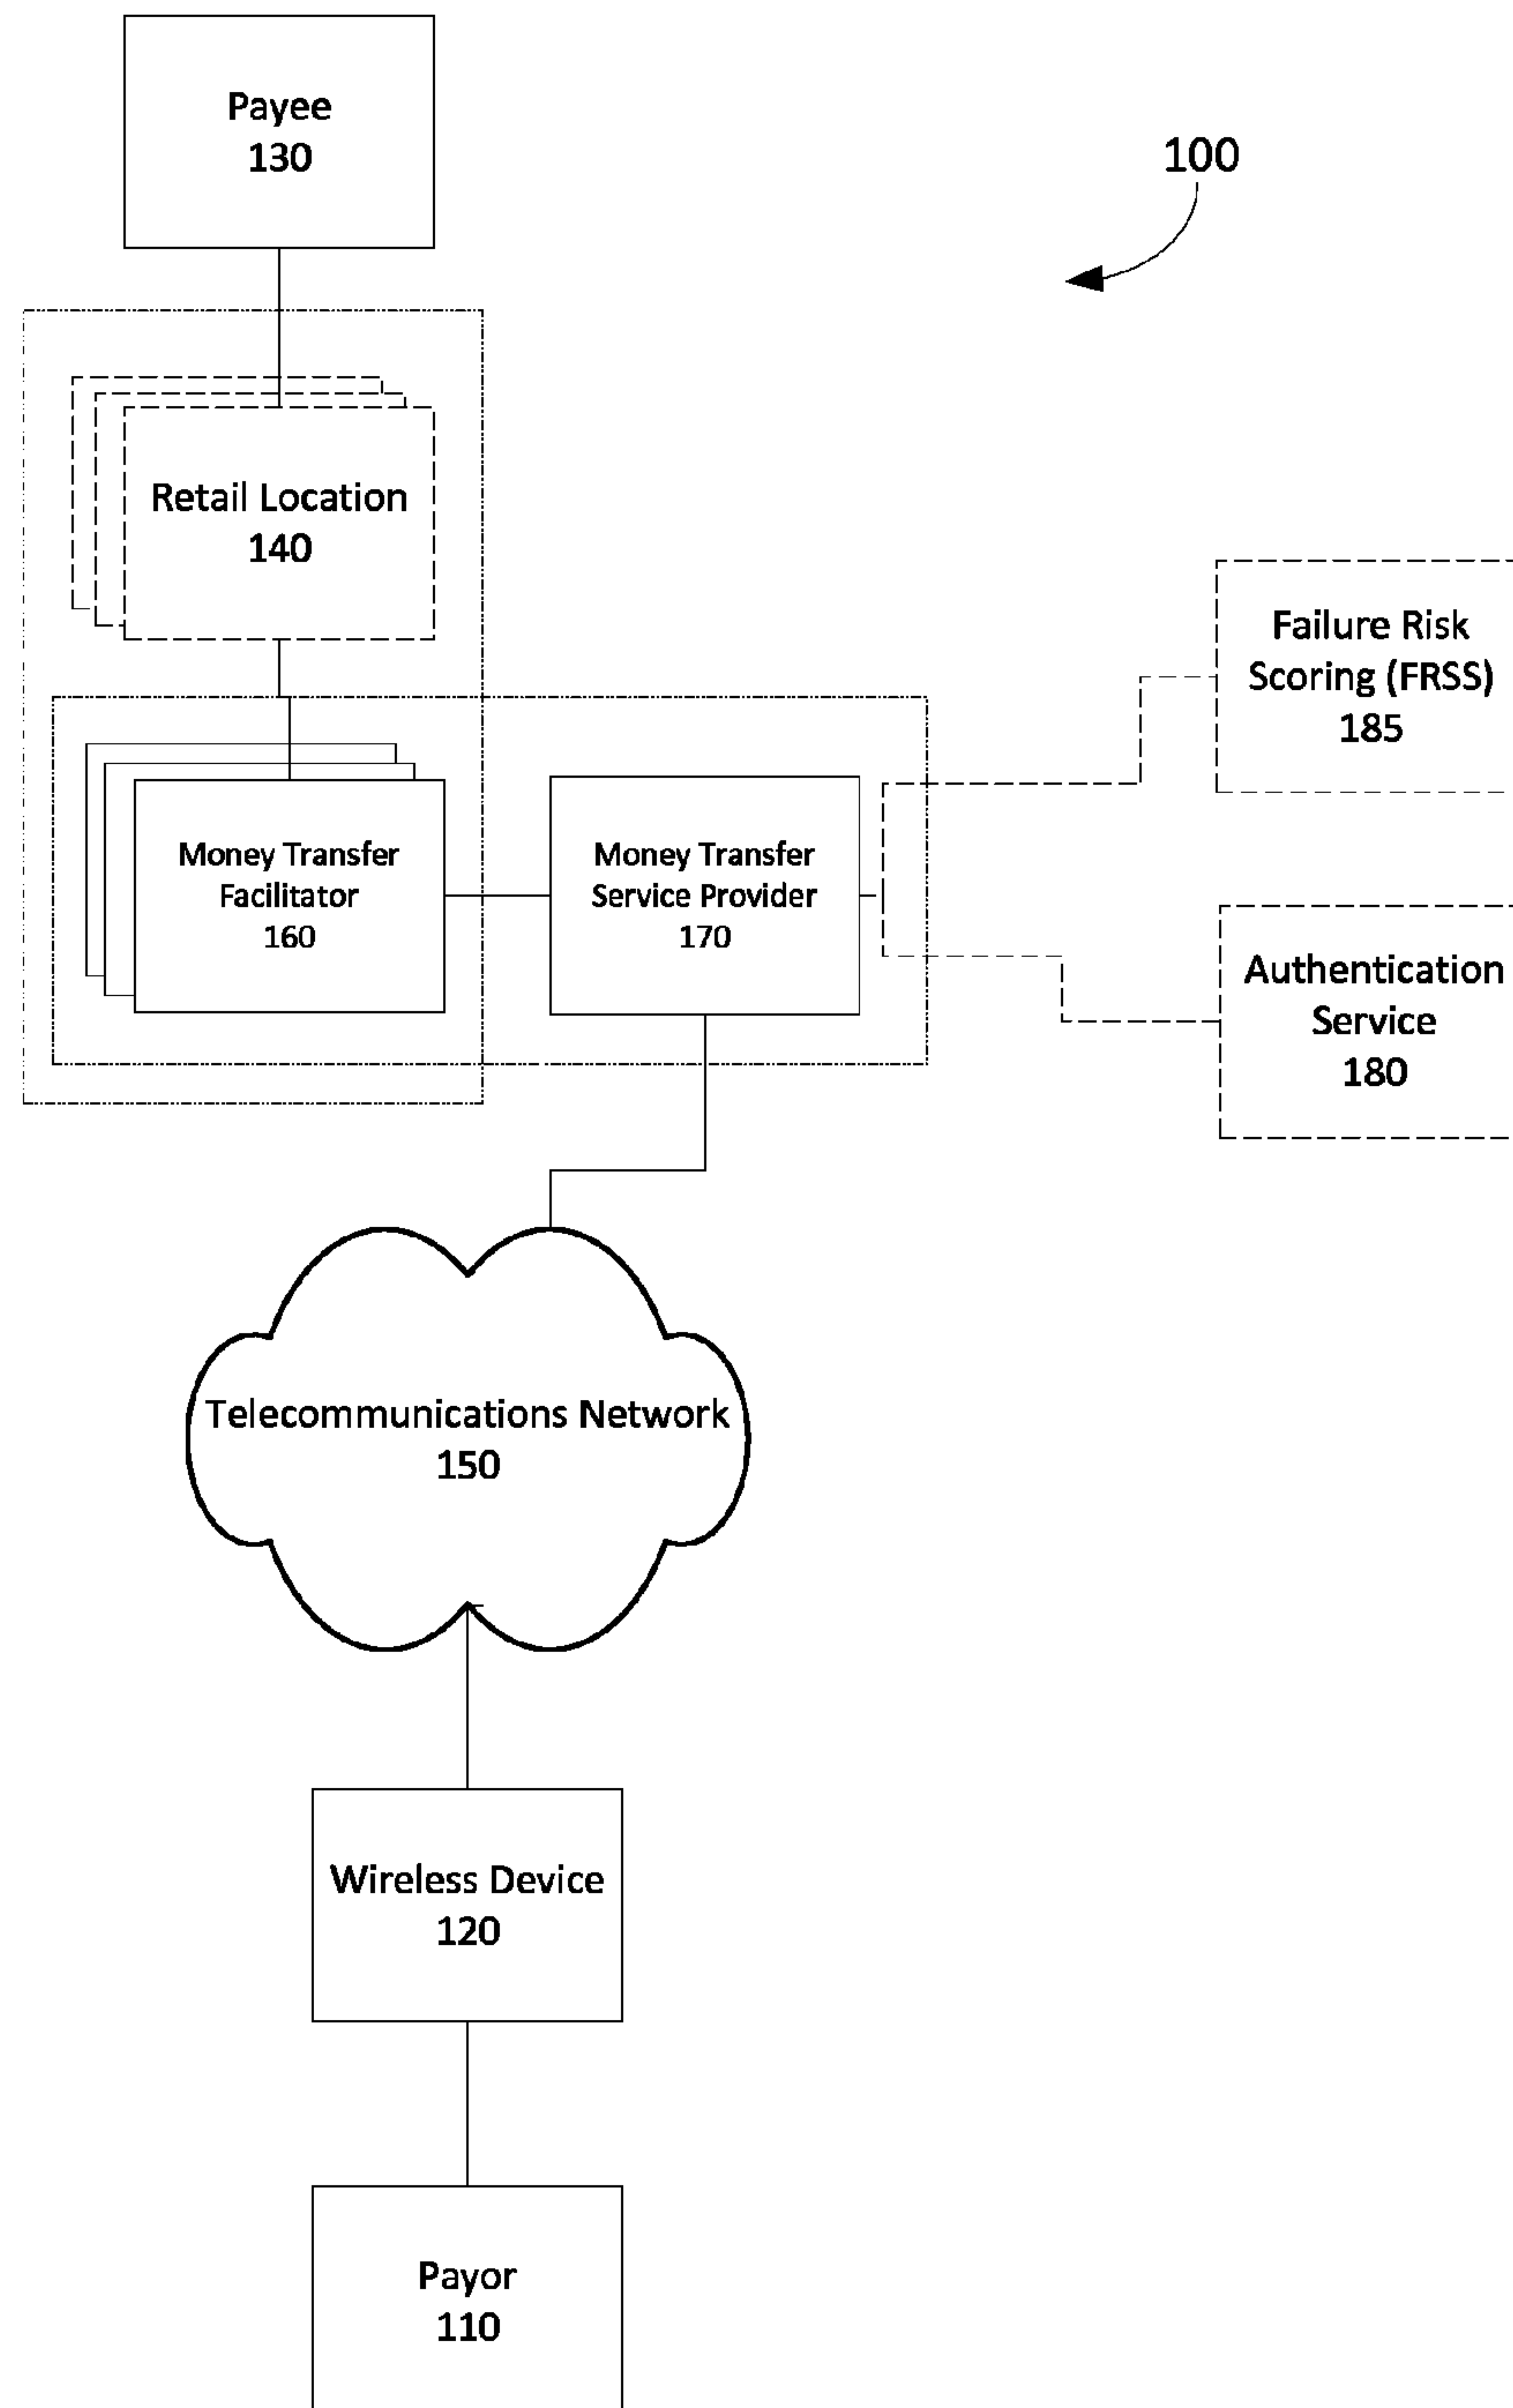 Payee
130
100
Retail Location
140
Failure Risk
Scoring (FRSS)
185
Money Transfer
Facilitator
160
Money Transfer
Service Provider
170
Authentication
Service
180
Telecommunications Network
150
Wireless Device
120
Payor
110